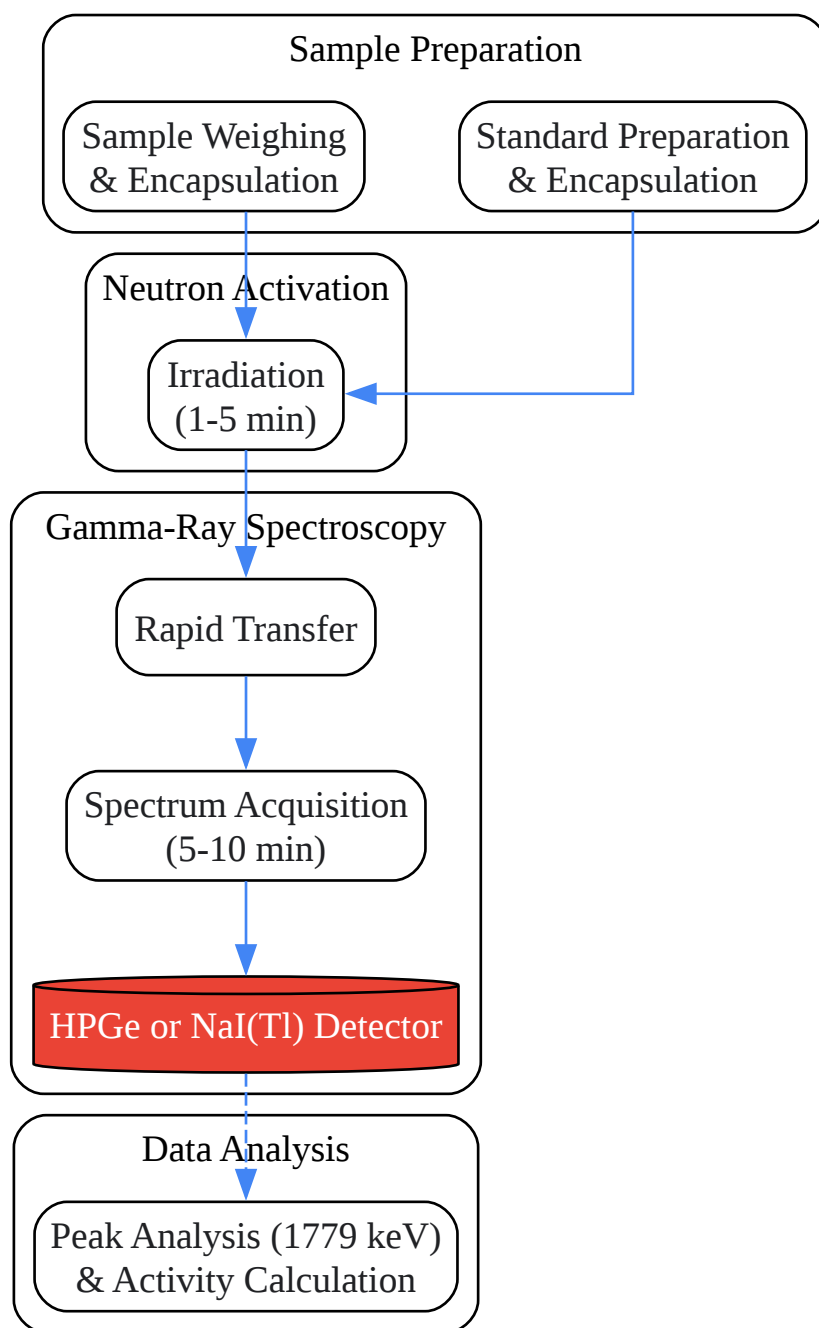 Sample Preparation
Sample Weighing
& Encapsulation
Standard Preparation
& Encapsulation
Neutron Activation
Irradiation
(1-5 min)
Gamma-Ray Spectroscopy
Rapid Transfer
Spectrum Acquisition
(5-10 min)
HPGe or NaI(Tl) Detector
Data Analysis
Peak Analysis (1779 keV)
& Activity Calculation